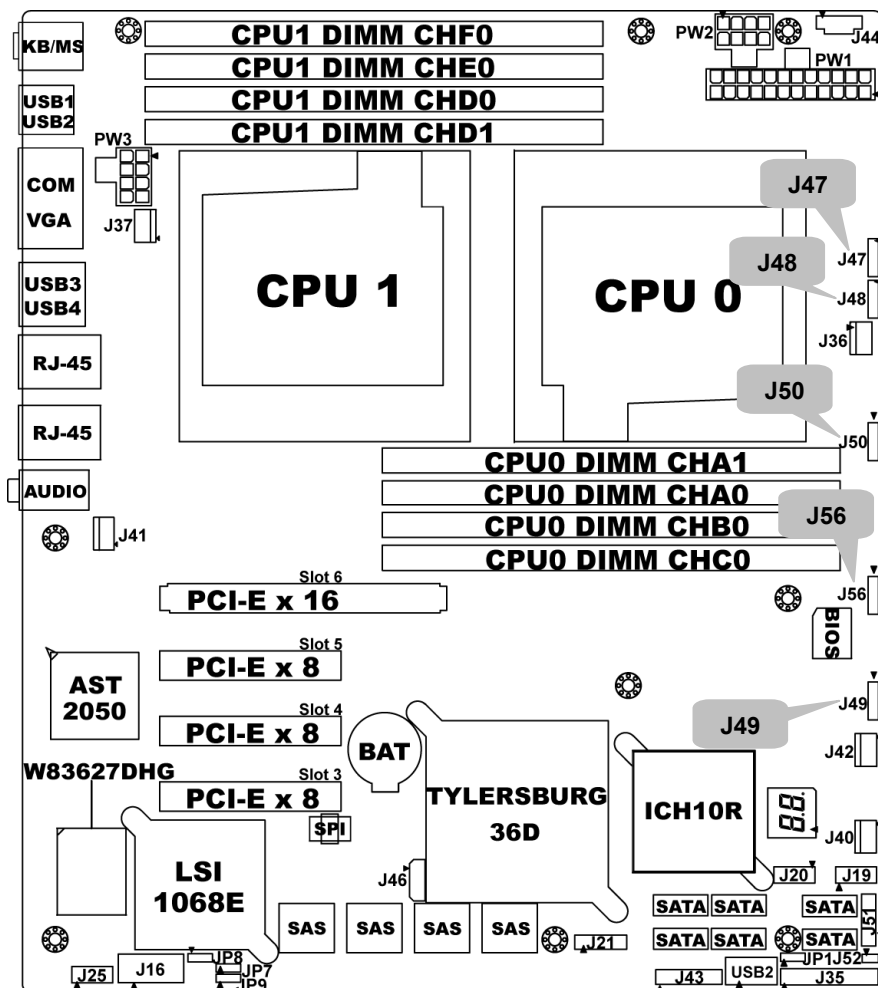 KB/MS
CPU1 DIMM CHF0
PW2
J44
CPU1 DIMM CHE0
PW1
USB1
USB2
CPU1 DIMM CHD0
CPU1 DIMM CHD1
PW3
COM
VGA
J37
J47
J47
CPU 1
CPU 0
J48
J48
USB3
USB4
J36
RJ-45
J50
J50
RJ-45
CPU0 DIMM CHA1
AUDIO
CPU0 DIMM CHA0
J56
J41
CPU0 DIMM CHB0
CPU0 DIMM CHC0
Slot 6
PCI-E x 16
J56
BIOS
Slot 5
PCI-E x 8
AST
2050
Slot 4
PCI-E x 8
J49
J49
BAT
J42
W83627DHG
Slot 3
PCI-E x 8
TYLERSBURG
36D
ICH10R
88
SPI
J40
LSI
1068E
J46
J20
J19
SAS
SAS
SAS
SAS
SATA
SATA
SATA
J51
J21
SATA
SATA
SATA
JP8
JP1
J52
J25
J16
JP7
JP9
J43
USB2
J35